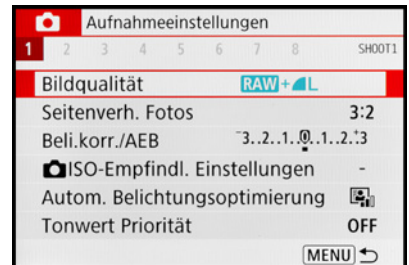 Aufnahmeeinstellungen
1 2 3 4 5 6 7 8 SHOOT1
Bildqualität RAW+L
Seitenverh. Fotos 3:2
Beli.korr./AEB -3..2..1..0..1..2..+3
ISO-Empfindl. Einstellungen -
Autom. Belichtungsoptimierung
Tonwert Priorität OFF
MENU